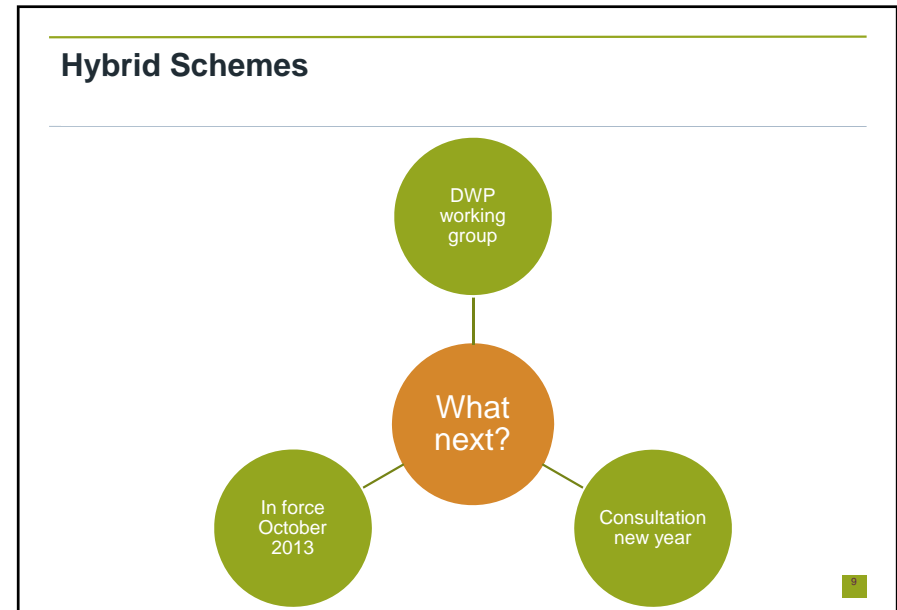 Hybrid Schemes
DWP
working
group
What
next?
In force
October
2013
Consultation
new year
9